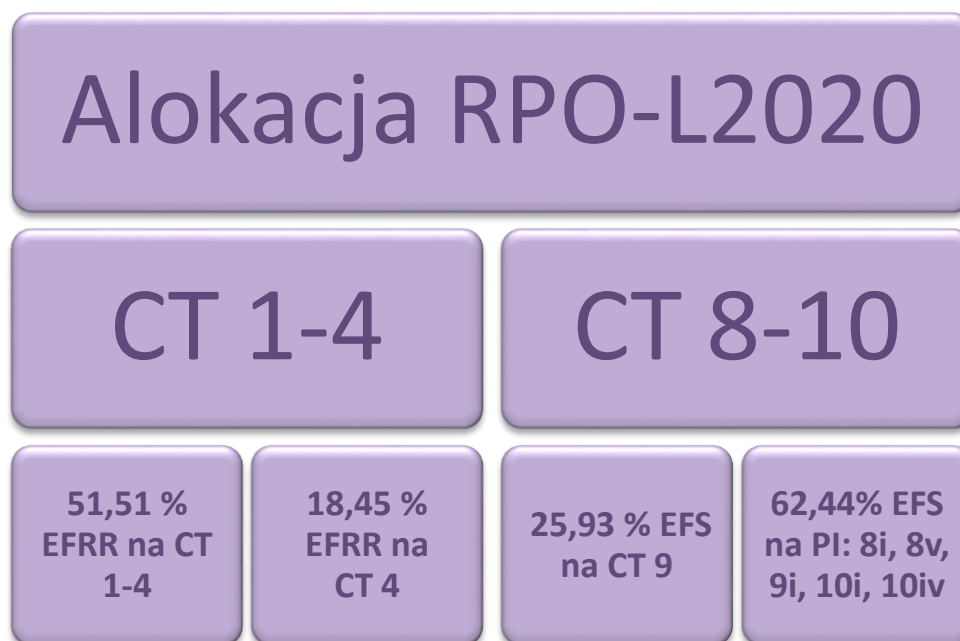 Alokacja RPO-L2020
CT 1-4
CT 8-10
51,51 %
EFRR na CT
1-4
18,45 %
EFRR na
CT 4
25,93 % EFS
na CT 9
62,44% EFS
na PI: 8i, 8v,
9i, 10i, 10iv